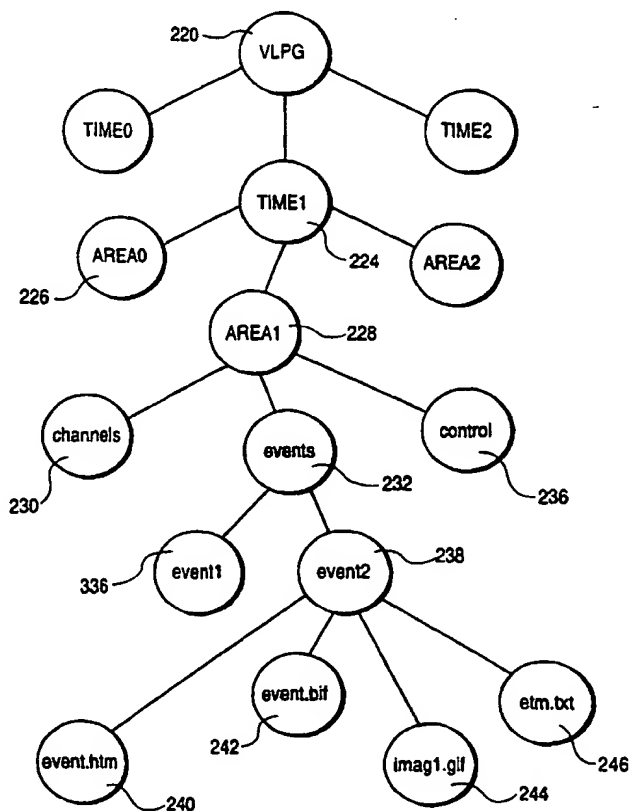 220
VLPG
TIME0
TIME2
TIME1
224
AREA0
226
AREA2
AREA1
228
channels
230
events
232
control
236
336
event1
event2
238
event.htm
240
event.bif
242
imag1.gif
244
etm.txt
246